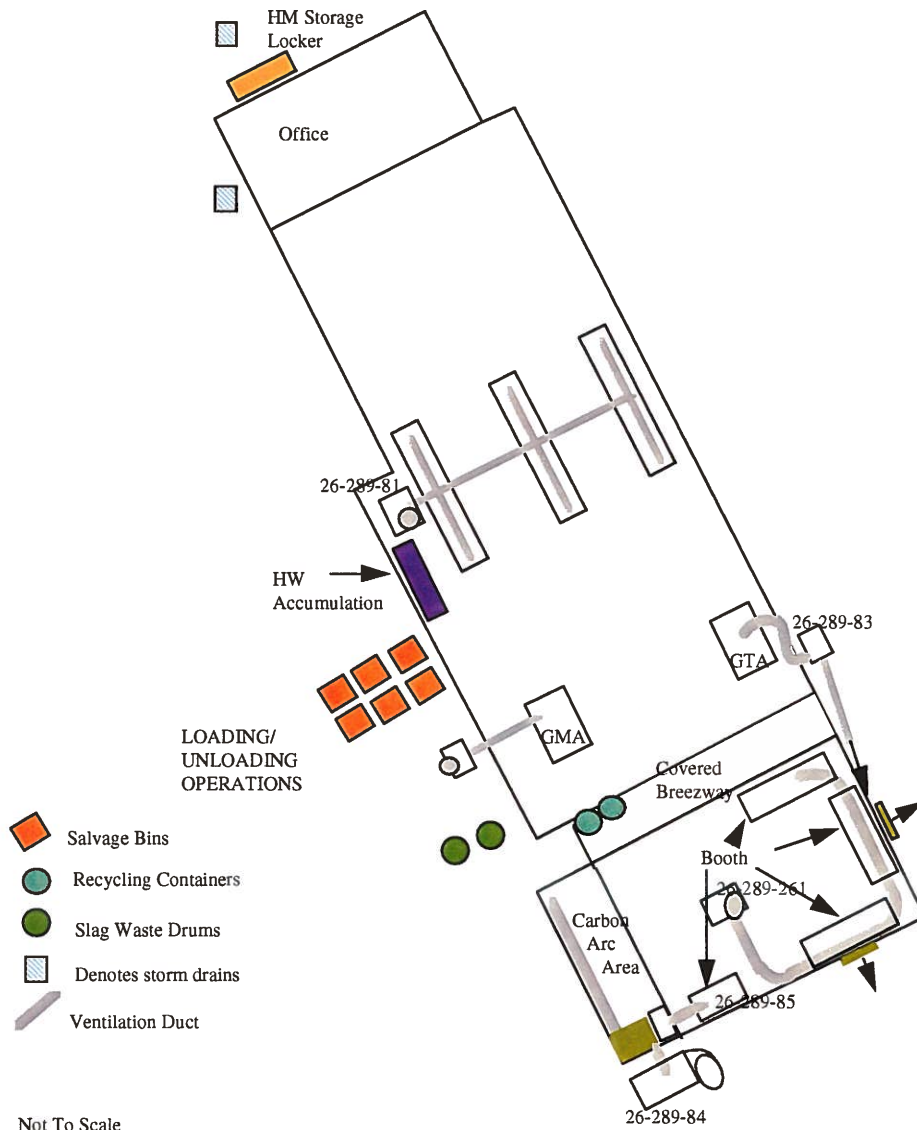 HM Storage
Locker
Office
26-289-81
HW
Accumulation
26-289-83
GTA
GMA
LOADING/
UNLOADING
OPERATIONS
Covered
Breezway
Salvage Bins
Booth
Recycling Containers
26-289-261
Slag Waste Drums
Carbon
Arc
Area
Denotes storm drains
26-289-85
Ventilation Duct
26-289-84
Not To Scale